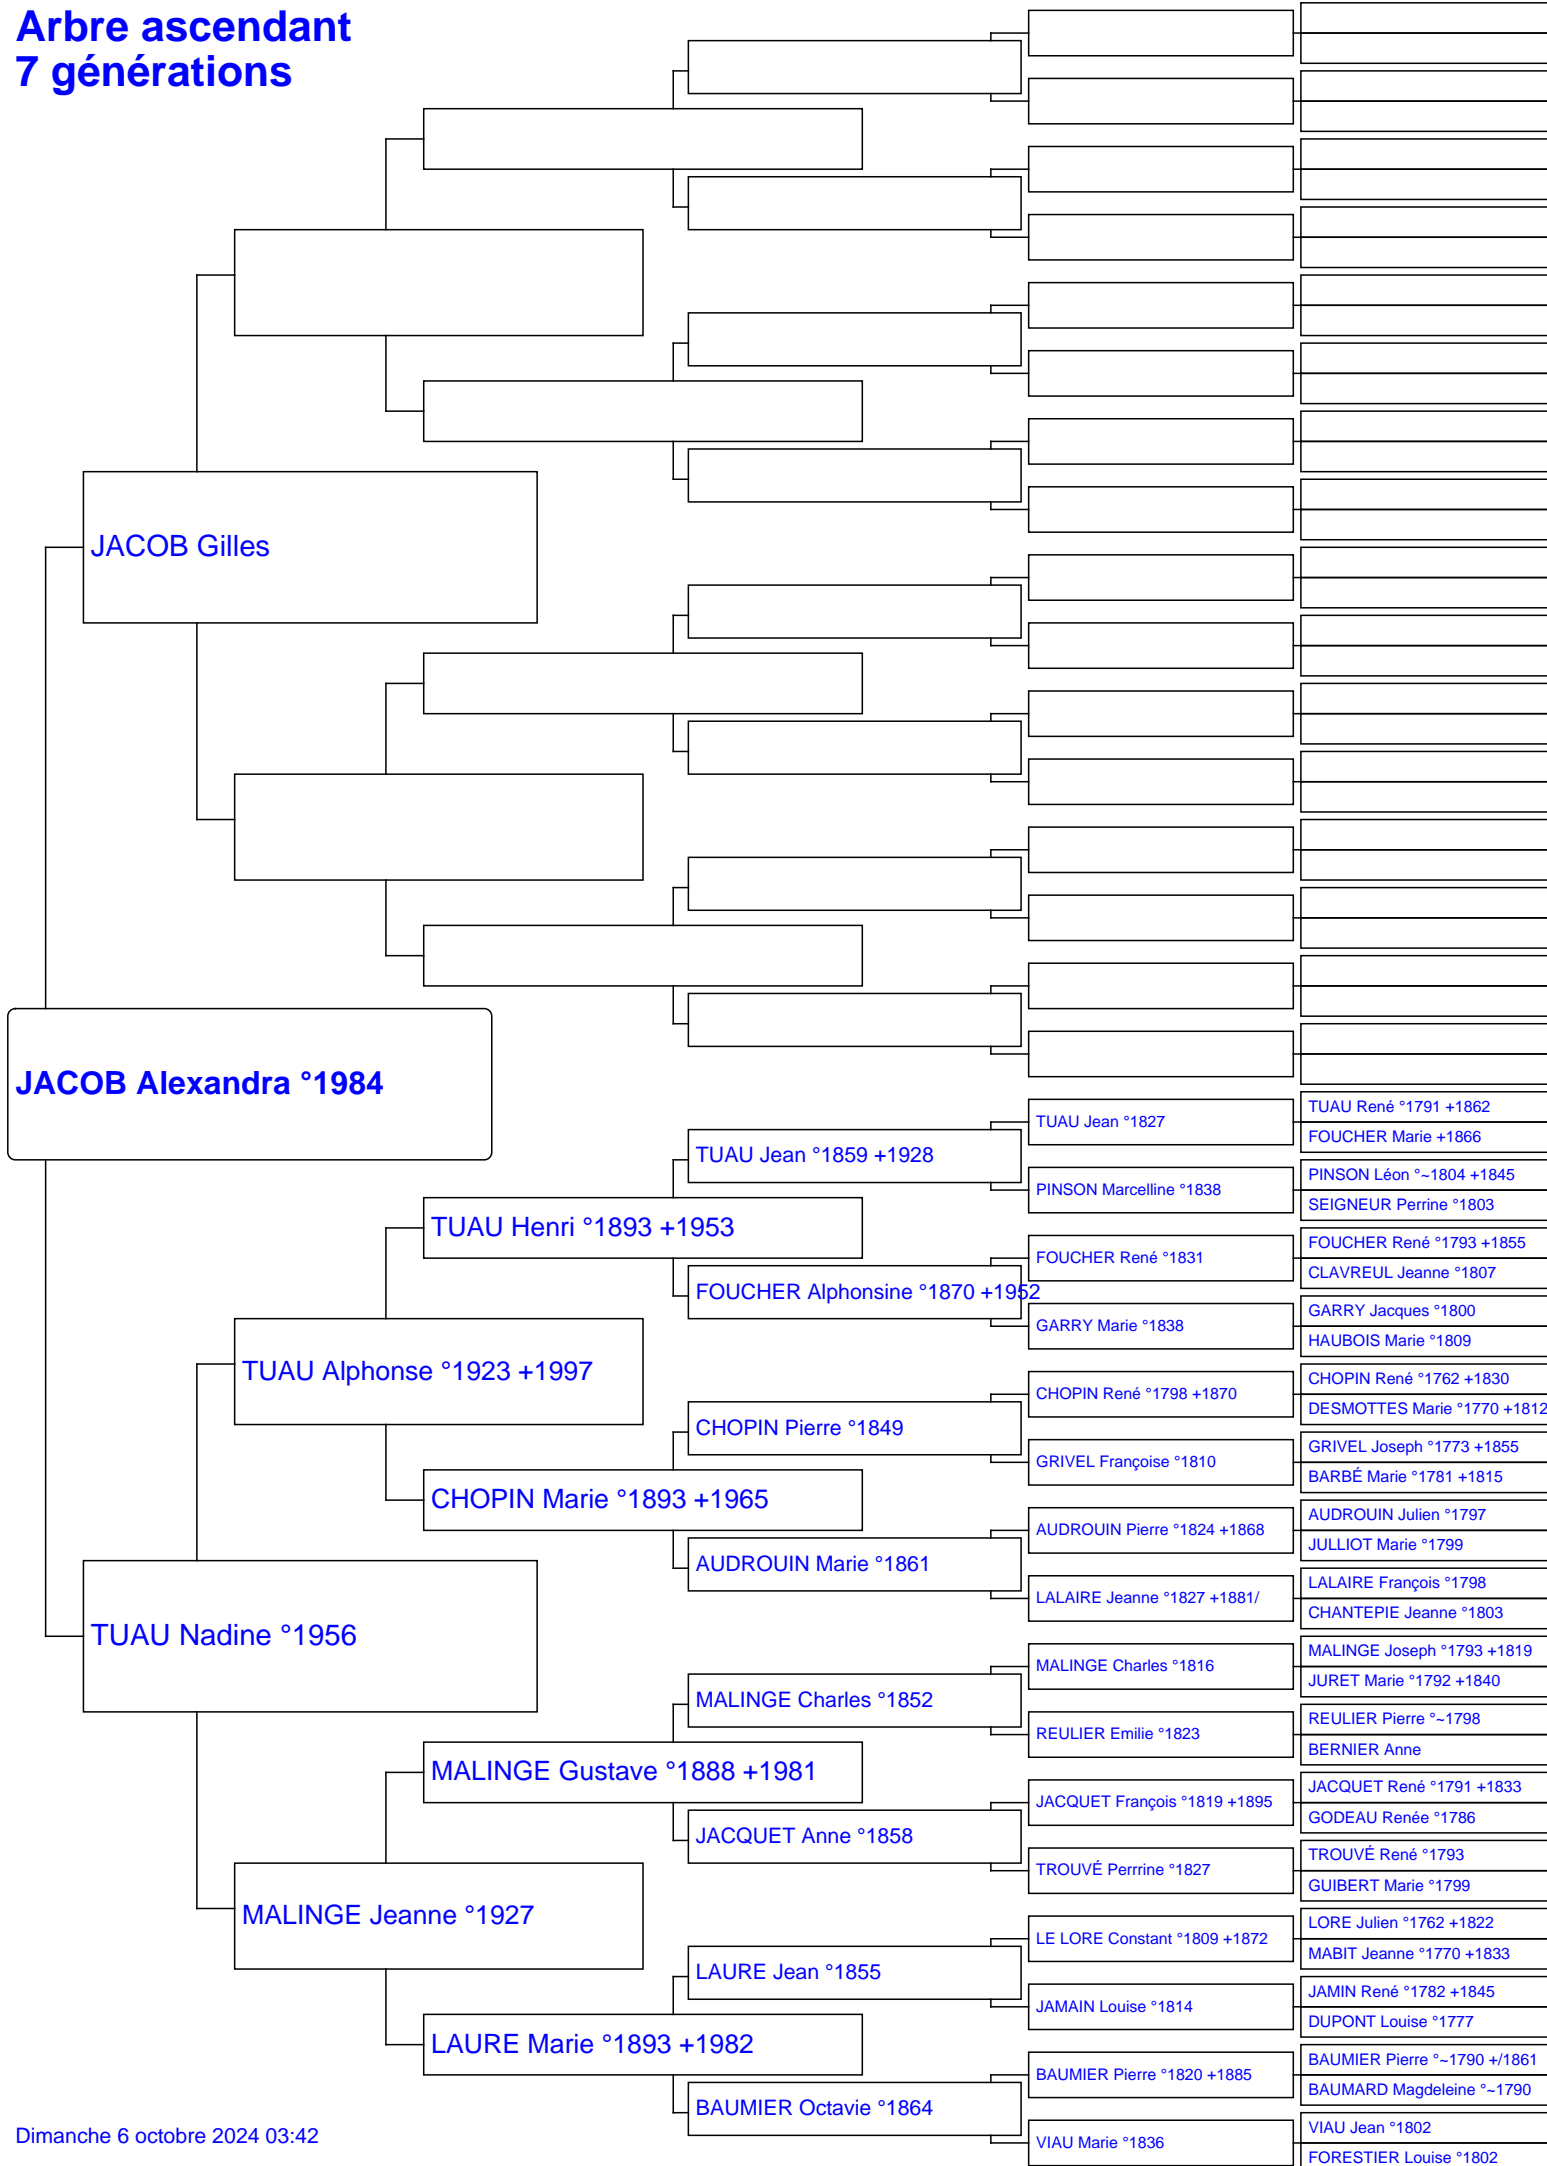 Arbre ascendant
7 générations
JACOB Gilles
JACOB Alexandra °1984
TUAU Nadine °1956
TUAU Alphonse °1923 +1997
MALINGE Jeanne °1927
TUAU Henri °1893 +1953
CHOPIN Marie °1893 +1965
MALINGE Gustave °1888 +1981
LAURE Marie °1893 +1982
TUAU Jean °1859 +1928
FOUCHER Alphonsine °1870 +1952
CHOPIN Pierre °1849
AUDROUIN Marie °1861
MALINGE Charles °1852
JACQUET Anne °1858
LAURE Jean °1855
BAUMIER Octavie °1864
TUAU Jean °1827
PINSON Marcelline °1838
FOUCHER René °1831
GARRY Marie °1838
CHOPIN René °1798 +1870
GRIVEL Françoise °1810
AUDROUIN Pierre °1824 +1868
LALAIRE Jeanne °1827 +1881/
MALINGE Charles °1816
REULIER Emilie °1823
JACQUET François °1819 +1895
TROUVÉ Perrrine °1827
LE LORE Constant °1809 +1872
JAMAIN Louise °1814
BAUMIER Pierre °1820 +1885
VIAU Marie °1836
TUAU René °1791 +1862
FOUCHER Marie +1866
PINSON Léon °~1804 +1845
SEIGNEUR Perrine °1803
FOUCHER René °1793 +1855
CLAVREUL Jeanne °1807
GARRY Jacques °1800
HAUBOIS Marie °1809
CHOPIN René °1762 +1830
DESMOTTES Marie °1770 +1812
GRIVEL Joseph °1773 +1855
BARBÉ Marie °1781 +1815
AUDROUIN Julien °1797
JULLIOT Marie °1799
LALAIRE François °1798
CHANTEPIE Jeanne °1803
MALINGE Joseph °1793 +1819
JURET Marie °1792 +1840
REULIER Pierre °~1798
BERNIER Anne
JACQUET René °1791 +1833
GODEAU Renée °1786
TROUVÉ René °1793
GUIBERT Marie °1799
LORE Julien °1762 +1822
MABIT Jeanne °1770 +1833
JAMIN René °1782 +1845
DUPONT Louise °1777
BAUMIER Pierre °~1790 +/1861
BAUMARD Magdeleine °~1790
VIAU Jean °1802
FORESTIER Louise °1802
Dimanche 6 octobre 2024 03:42